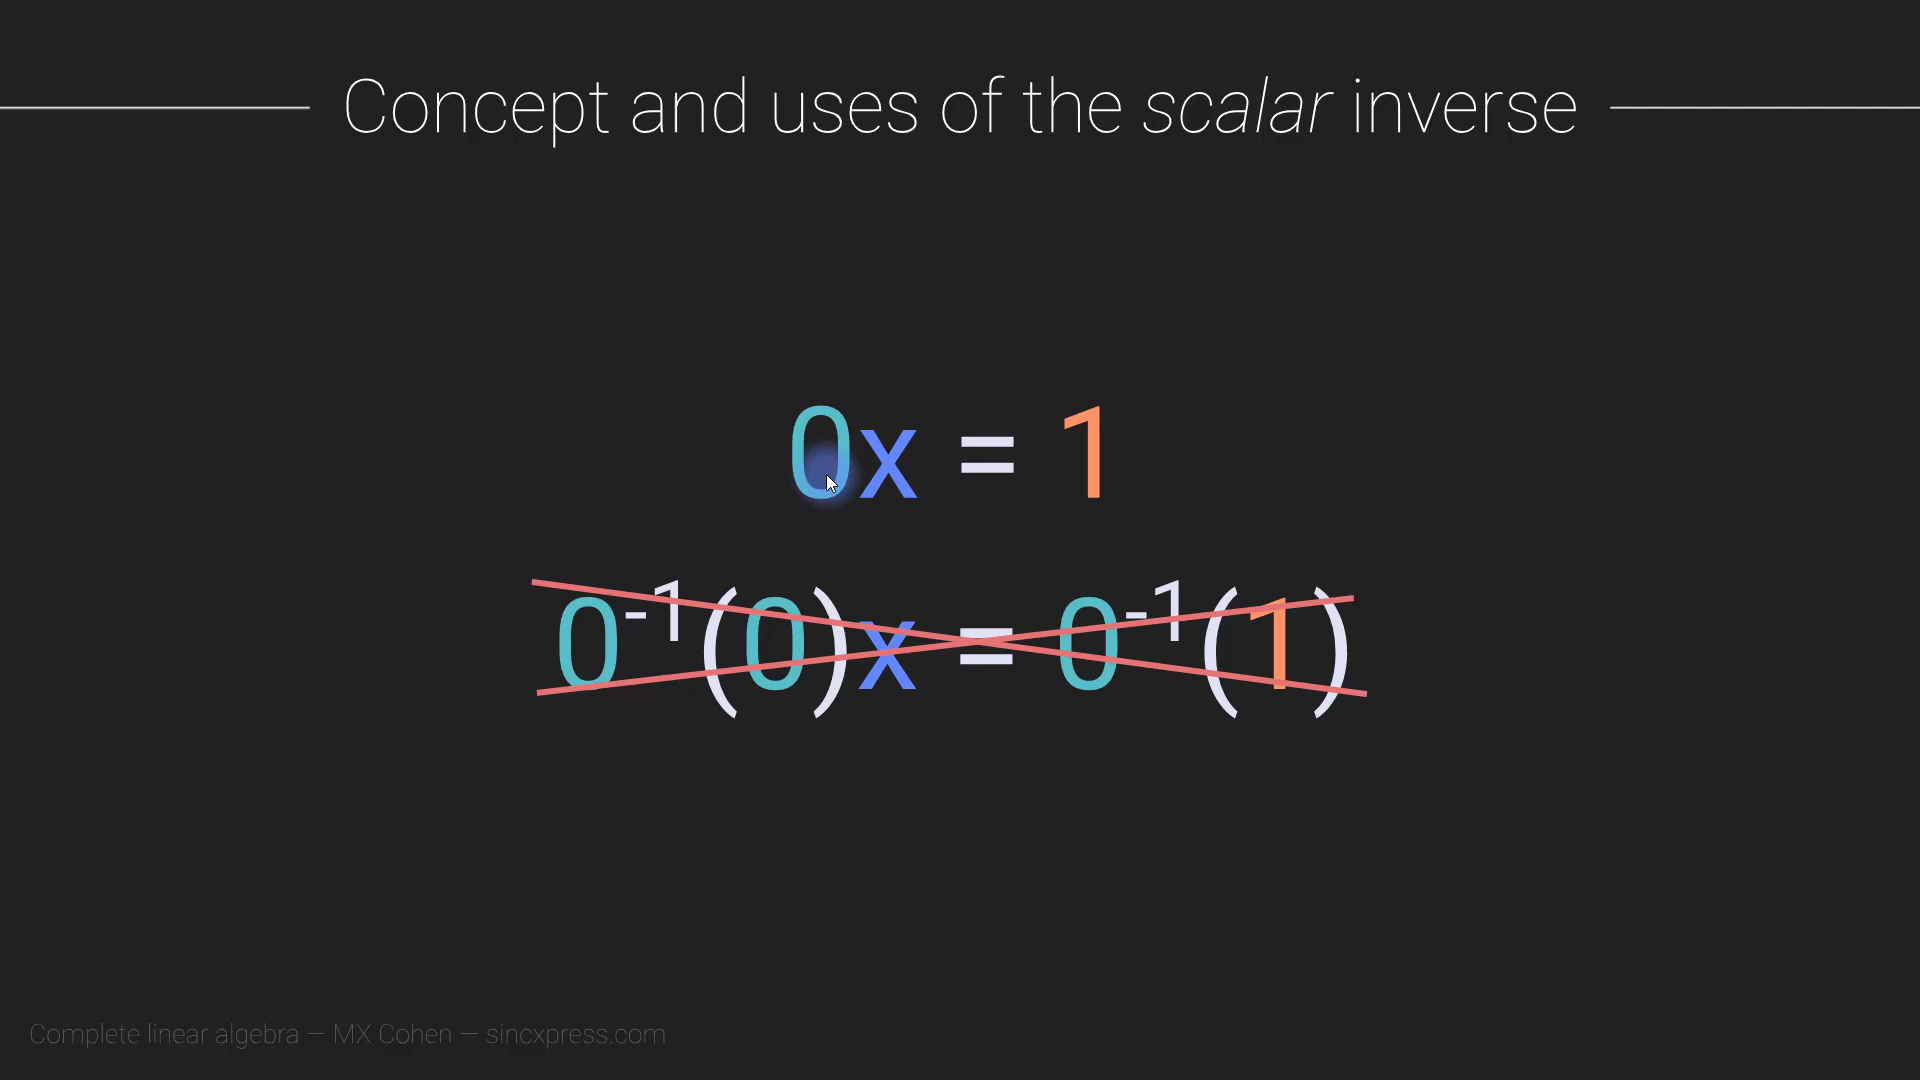 Concept and uses of the scalar inverse
0x = 1
0⁻¹(0)x = 0⁻¹(1)
Complete linear algebra — MX Cohen — sincxpress.com